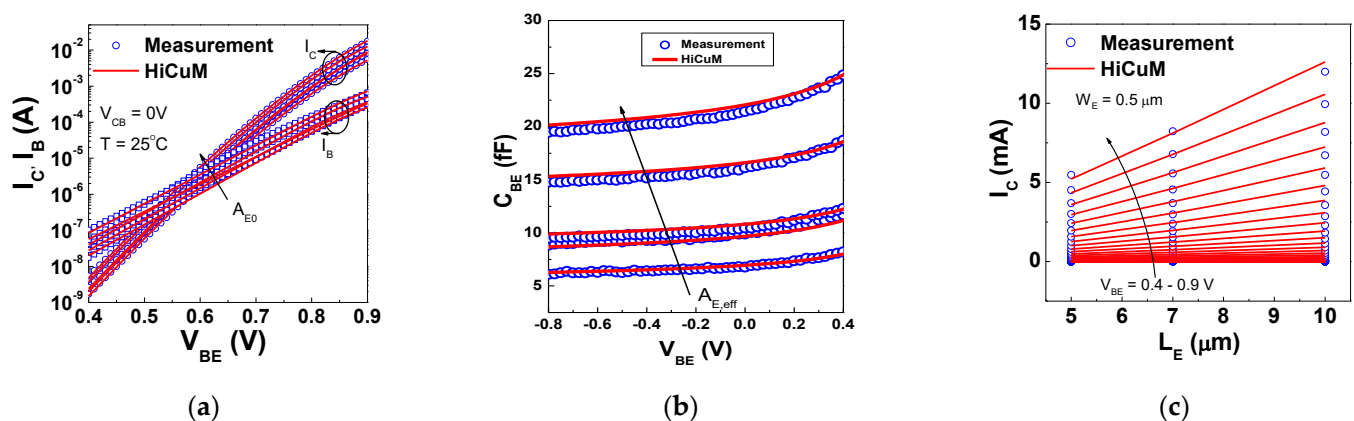 10⁻²
10⁻³
10⁻⁴
10⁻⁵
10⁻⁶
10⁻⁷
10⁻⁸
10⁻⁹
I_C, I_B (A)
Measurement
HiCuM
I_C
V_CB = 0V
T = 25°C
I_B
A_E0
0.4 0.5 0.6 0.7 0.8 0.9
V_BE (V)
(a)
30
25
20
15
10
5
C_BE (fF)
Measurement
HiCuM
A_E,eff
-0.8 -0.6 -0.4 -0.2 0.0 0.2 0.4
V_BE (V)
(b)
15
10
5
0
I_C (mA)
Measurement
HiCuM
W_E = 0.5 μm
V_BE = 0.4 - 0.9 V
5 6 7 8 9 10
L_E (μm)
(c)